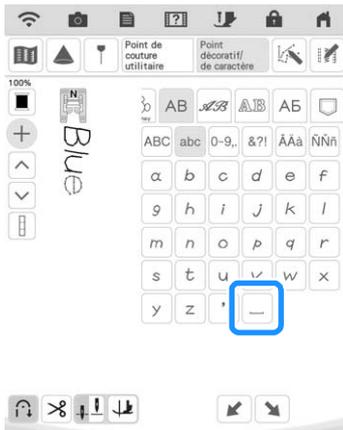 ?
Point de
couture
utilitaire
Point
décoratif/
de caractère
100%
N
Blue
AB AB AB АБ
ABC abc 0-9,. &?! ÄÃà ÑÑñ
a b c d e f
g h i j k l
m n o p q r
s t u v w x
y z ' _